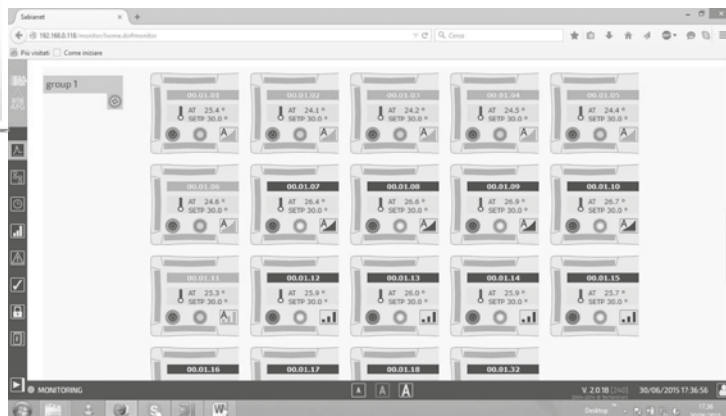 Sabianet
192.168.0.116/monitor/home.do#monitor
Cerca
Più visitati
Come iniziare
group 1
00.01.01
AT 25.4 °
SETP 30.0 °
A
00.01.02
AT 24.1 °
SETP 30.0 °
A
00.01.03
AT 24.2 °
SETP 30.0 °
A
00.01.04
AT 24.5 °
SETP 30.0 °
A
00.01.05
AT 24.4 °
SETP 30.0 °
A
00.01.06
AT 24.6 °
SETP 30.0 °
A
00.01.07
AT 26.4 °
SETP 30.0 °
A
00.01.08
AT 26.6 °
SETP 30.0 °
A
00.01.09
AT 26.9 °
SETP 30.0 °
A
00.01.10
AT 26.7 °
SETP 30.0 °
A
00.01.11
AT 25.3 °
SETP 30.0 °
A
00.01.12
AT 25.9 °
SETP 30.0 °
00.01.13
AT 26.0 °
SETP 30.0 °
00.01.14
AT 25.9 °
SETP 30.0 °
00.01.15
AT 25.7 °
SETP 30.0 °
00.01.16
00.01.17
00.01.18
00.01.32
MONITORING
A A A
V. 2.0.18 [240]
30/06/2015 17:36:56
Desktop
17:36